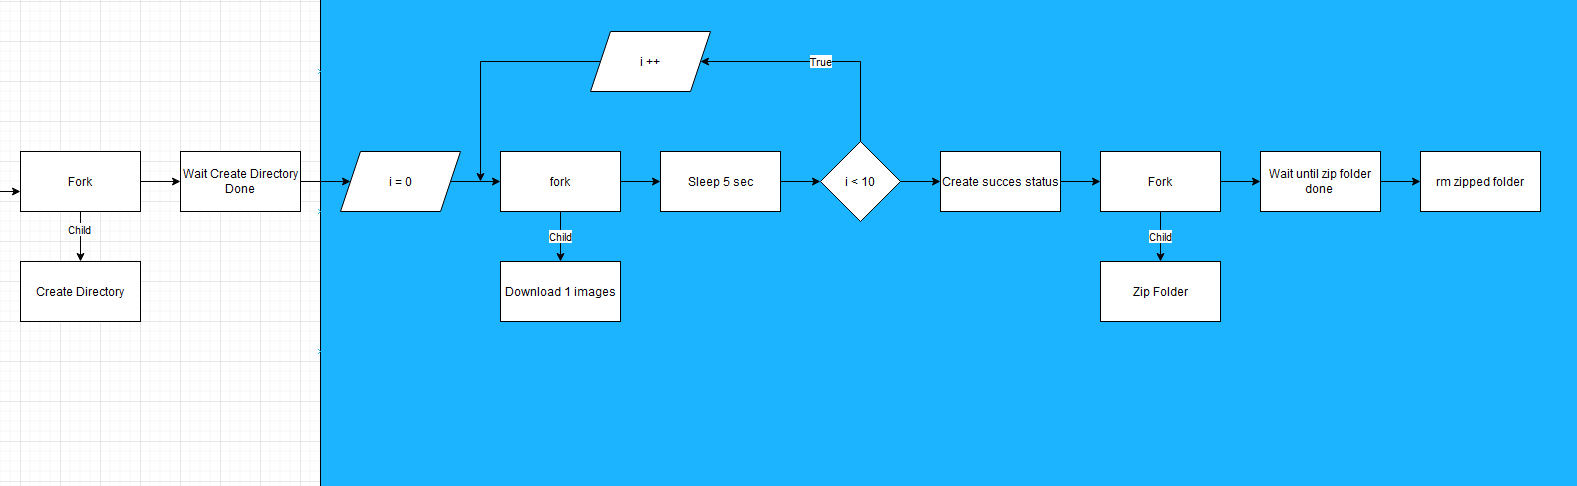 i ++
True
Fork
Wait Create Directory
Done
i = 0
fork
Sleep 5 sec
i < 10
Create succes status
Fork
Wait until zip folder
done
rm zipped folder
Child
Child
Child
Create Directory
Download 1 images
Zip Folder